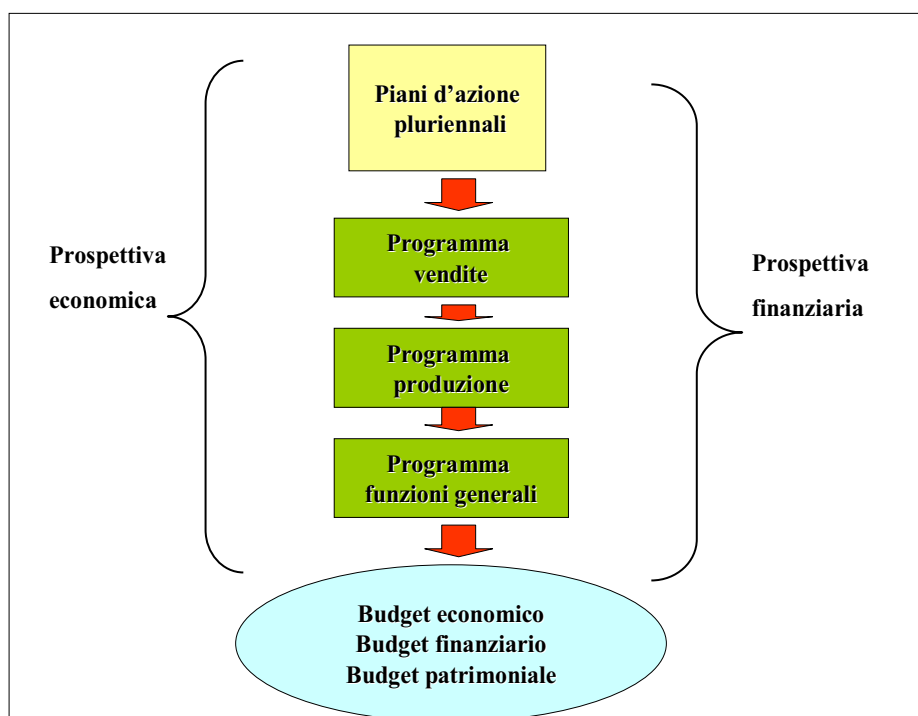 Piani d’azione
pluriennali
Programma
vendite
Prospettiva
economica
Prospettiva
finanziaria
Programma
produzione
Programma
funzioni generali
Budget economico
Budget finanziario
Budget patrimoniale